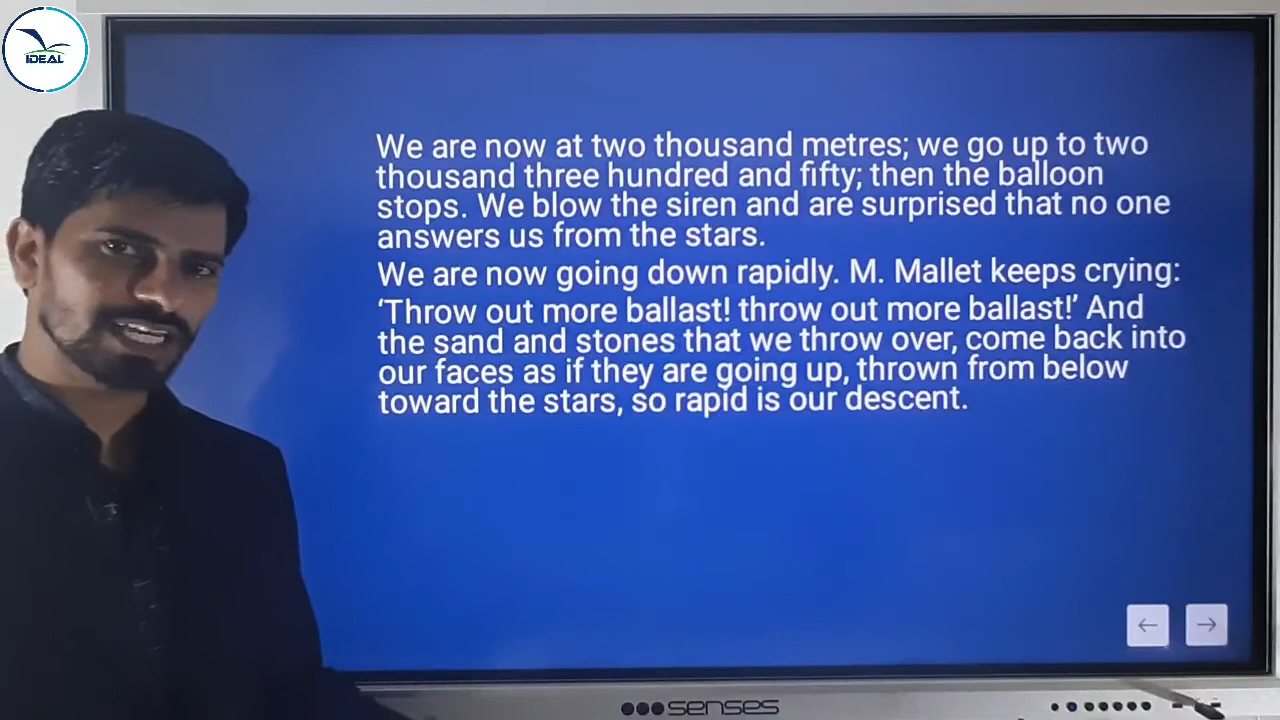 IDEAL
We are now at two thousand metres; we go up to two
thousand three hundred and fifty; then the balloon
stops. We blow the siren and are surprised that no one
answers us from the stars.
We are now going down rapidly. M. Mallet keeps crying:
‘Throw out more ballast! throw out more ballast!’ And
the sand and stones that we throw over, come back into
our faces as if they are going up, thrown from below
toward the stars, so rapid is our descent.
senses